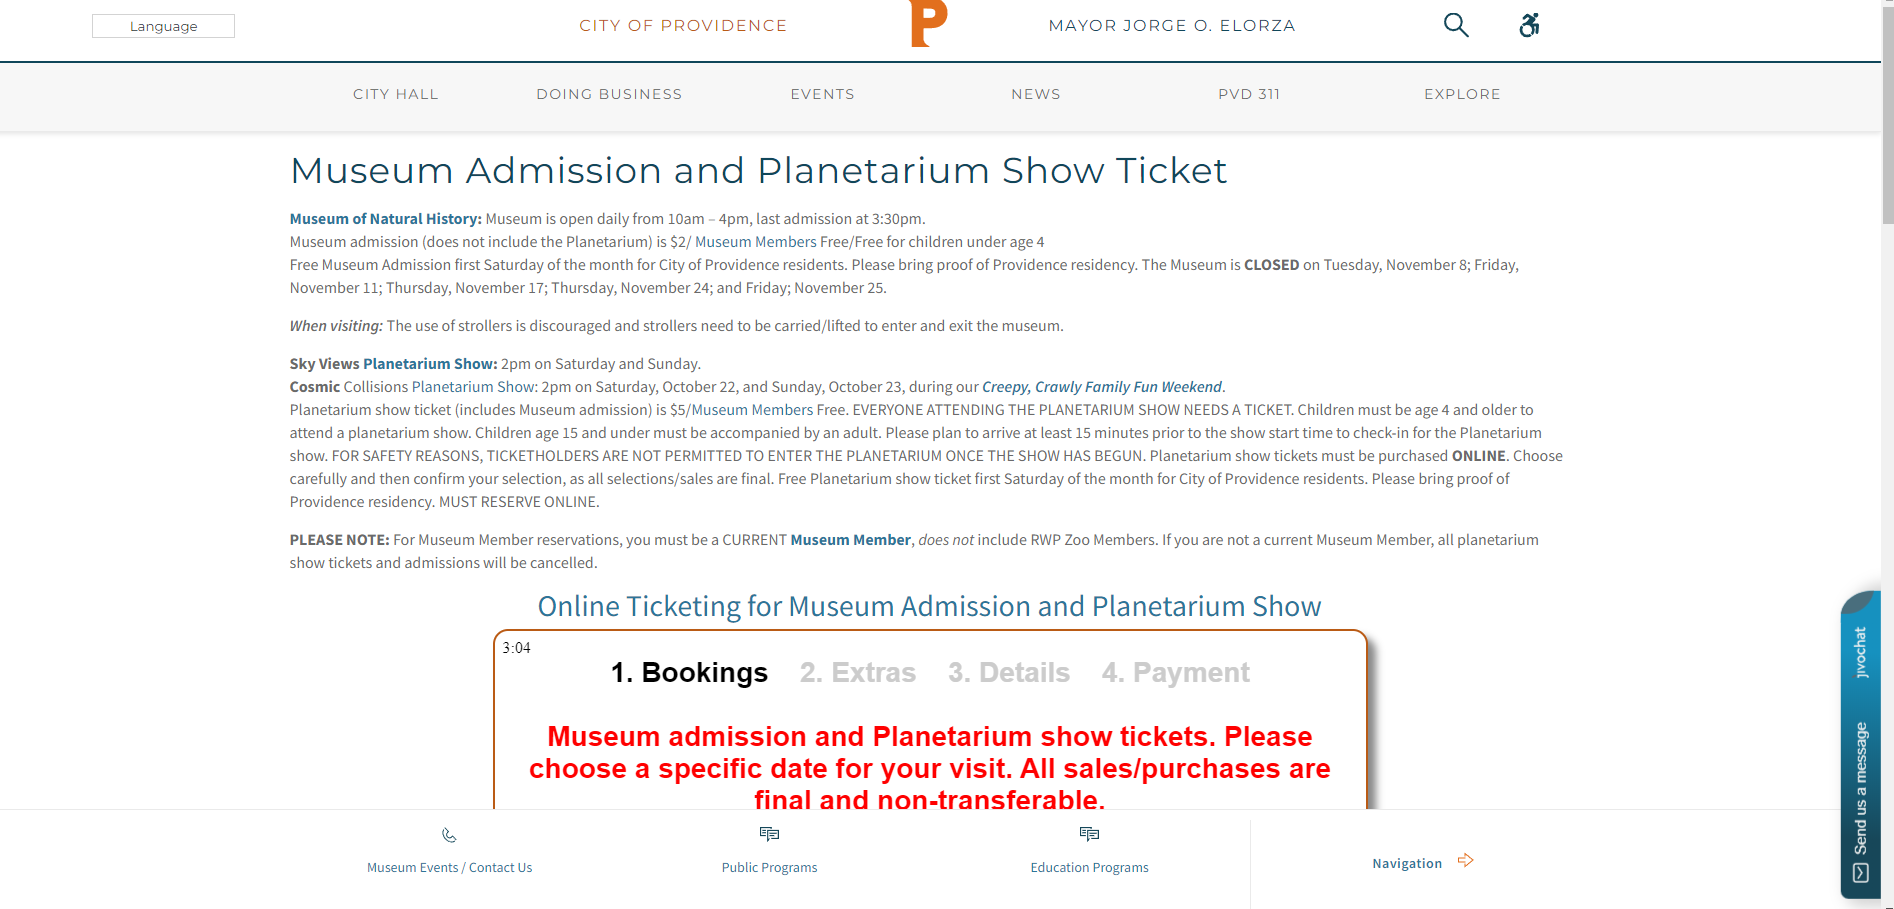 Language
CITY OF PROVIDENCE
P
MAYOR JORGE O. ELORZA
CITY HALL
DOING BUSINESS
EVENTS
NEWS
PVD 311
EXPLORE
Museum Admission and Planetarium Show Ticket
Museum of Natural History: Museum is open daily from 10am – 4pm, last admission at 3:30pm.
Museum admission (does not include the Planetarium) is $2/ Museum Members Free/Free for children under age 4
Free Museum Admission first Saturday of the month for City of Providence residents. Please bring proof of Providence residency. The Museum is CLOSED on Tuesday, November 8; Friday,
November 11; Thursday, November 17; Thursday, November 24; and Friday; November 25.
When visiting: The use of strollers is discouraged and strollers need to be carried/lifted to enter and exit the museum.
Sky Views Planetarium Show: 2pm on Saturday and Sunday.
Cosmic Collisions Planetarium Show: 2pm on Saturday, October 22, and Sunday, October 23, during our Creepy, Crawly Family Fun Weekend.
Planetarium show ticket (includes Museum admission) is $5/Museum Members Free. EVERYONE ATTENDING THE PLANETARIUM SHOW NEEDS A TICKET. Children must be age 4 and older to
attend a planetarium show. Children age 15 and under must be accompanied by an adult. Please plan to arrive at least 15 minutes prior to the show start time to check-in for the Planetarium
show. FOR SAFETY REASONS, TICKETHOLDERS ARE NOT PERMITTED TO ENTER THE PLANETARIUM ONCE THE SHOW HAS BEGUN. Planetarium show tickets must be purchased ONLINE. Choose
carefully and then confirm your selection, as all selections/sales are final. Free Planetarium show ticket first Saturday of the month for City of Providence residents. Please bring proof of
Providence residency. MUST RESERVE ONLINE.
PLEASE NOTE: For Museum Member reservations, you must be a CURRENT Museum Member, does not include RWP Zoo Members. If you are not a current Museum Member, all planetarium
show tickets and admissions will be cancelled.
Online Ticketing for Museum Admission and Planetarium Show
3:04
1. Bookings 2. Extras 3. Details 4. Payment
Museum admission and Planetarium show tickets. Please
choose a specific date for your visit. All sales/purchases are
final and non-transferable.
Museum Events / Contact Us
Public Programs
Education Programs
Navigation
Send us a message
jivochat